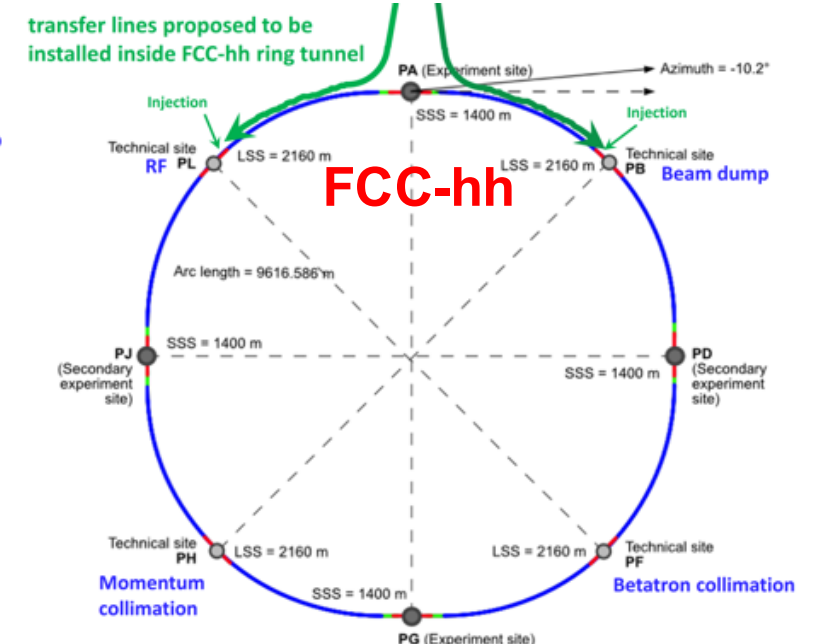 transfer lines proposed to be
installed inside FCC-hh ring tunnel
PA (Experiment site)
Azimuth = -10.2°
Injection
SSS = 1400 m
Injection
Technical site
RF PL
LSS = 2160 m
LSS = 2160 m
Technical site
PB
Beam dump
FCC-hh
Arc length = 9616.586 m
PJ
(Secondary
experiment
site)
SSS = 1400 m
SSS = 1400 m
PD
(Secondary
experiment
site)
Technical site
PH
LSS = 2160 m
Momentum
collimation
LSS = 2160 m
Technical site
PF
Betatron collimation
SSS = 1400 m
PG (Experiment site)